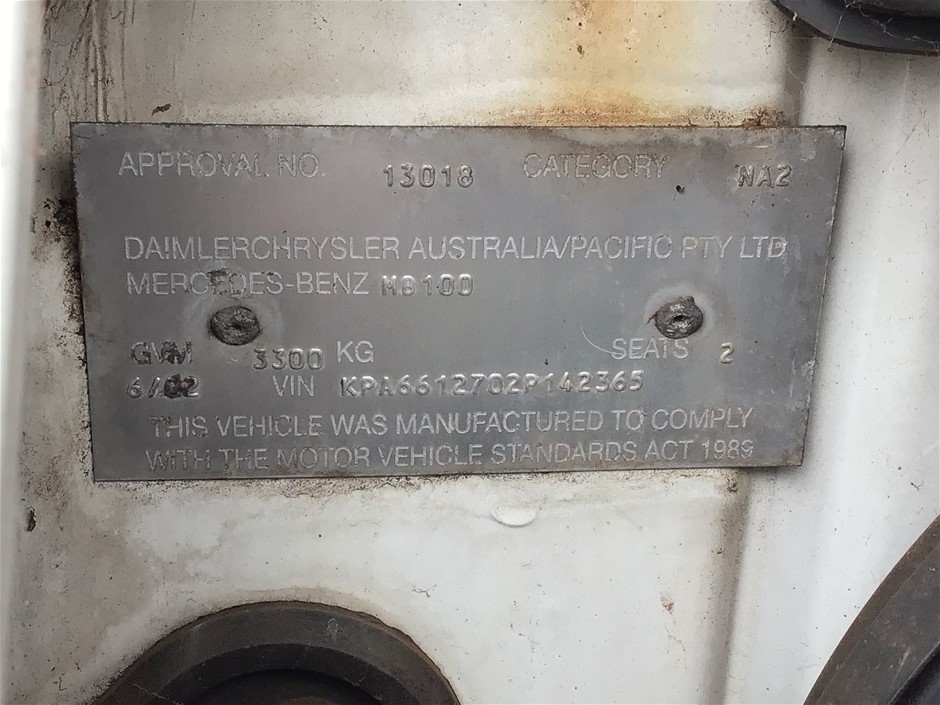 APPROVAL NO. 13018 CATEGORY NA2
DAIMLERCHRYSLER AUSTRALIA/PACIFIC PTY LTD
MERCEDES-BENZ MB100
GVM 3300 KG SEATS 2
6/02 VIN KPA6612702P142365
THIS VEHICLE WAS MANUFACTURED TO COMPLY
WITH THE MOTOR VEHICLE STANDARDS ACT 1989